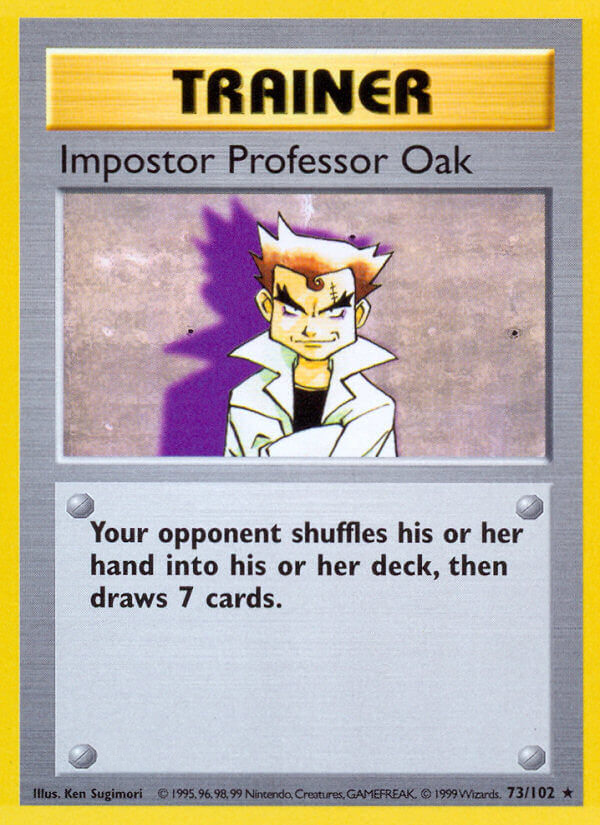 TRAINER
Impostor Professor Oak
Your opponent shuffles his or her
hand into his or her deck, then
draws 7 cards.
Illus. Ken Sugimori © 1995, 96, 98, 99 Nintendo, Creatures, GAMEFREAK. © 1999 Wizards. 73/102 ★